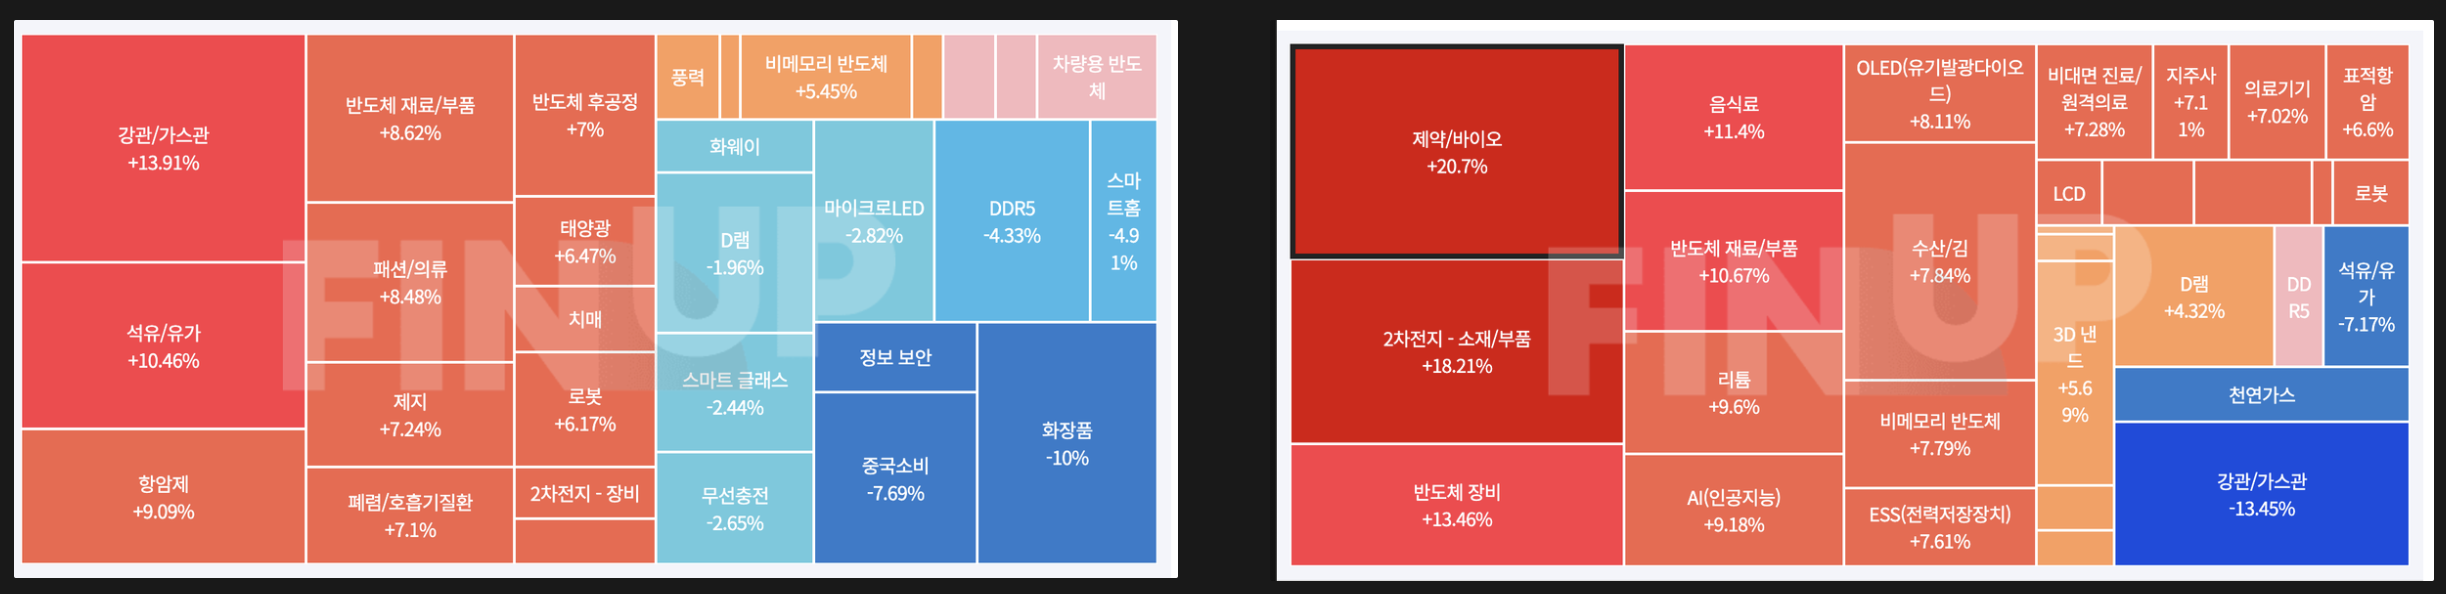 강관/가스관
+13.91%
석유/유가
+10.46%
항암제
+9.09%
반도체 재료/부품
+8.62%
패션/의류
+8.48%
제지
+7.24%
폐렴/호흡기질환
+7.1%
반도체 후공정
+7%
태양광
+6.47%
치매
로봇
+6.17%
2차전지 - 장비
풍력
비메모리 반도체
+5.45%
차량용 반도
체
화웨이
D램
-1.96%
스마트 글래스
-2.44%
무선충전
-2.65%
마이크로LED
-2.82%
DDR5
-4.33%
스마
트홈
-4.9
1%
정보 보안
중국소비
-7.69%
화장품
-10%
FINUP
제약/바이오
+20.7%
2차전지 - 소재/부품
+18.21%
반도체 장비
+13.46%
음식료
+11.4%
반도체 재료/부품
+10.67%
리튬
+9.6%
AI(인공지능)
+9.18%
OLED(유기발광다이오
드)
+8.11%
수산/김
+7.84%
비메모리 반도체
+7.79%
ESS(전력저장장치)
+7.61%
비대면 진료/
원격의료
+7.28%
지주사
+7.1
1%
의료기기
+7.02%
표적항
암
+6.6%
LCD
로봇
3D 낸
드
+5.6
9%
D램
+4.32%
DD
R5
석유/유
가
-7.17%
천연가스
강관/가스관
-13.45%
FINUP